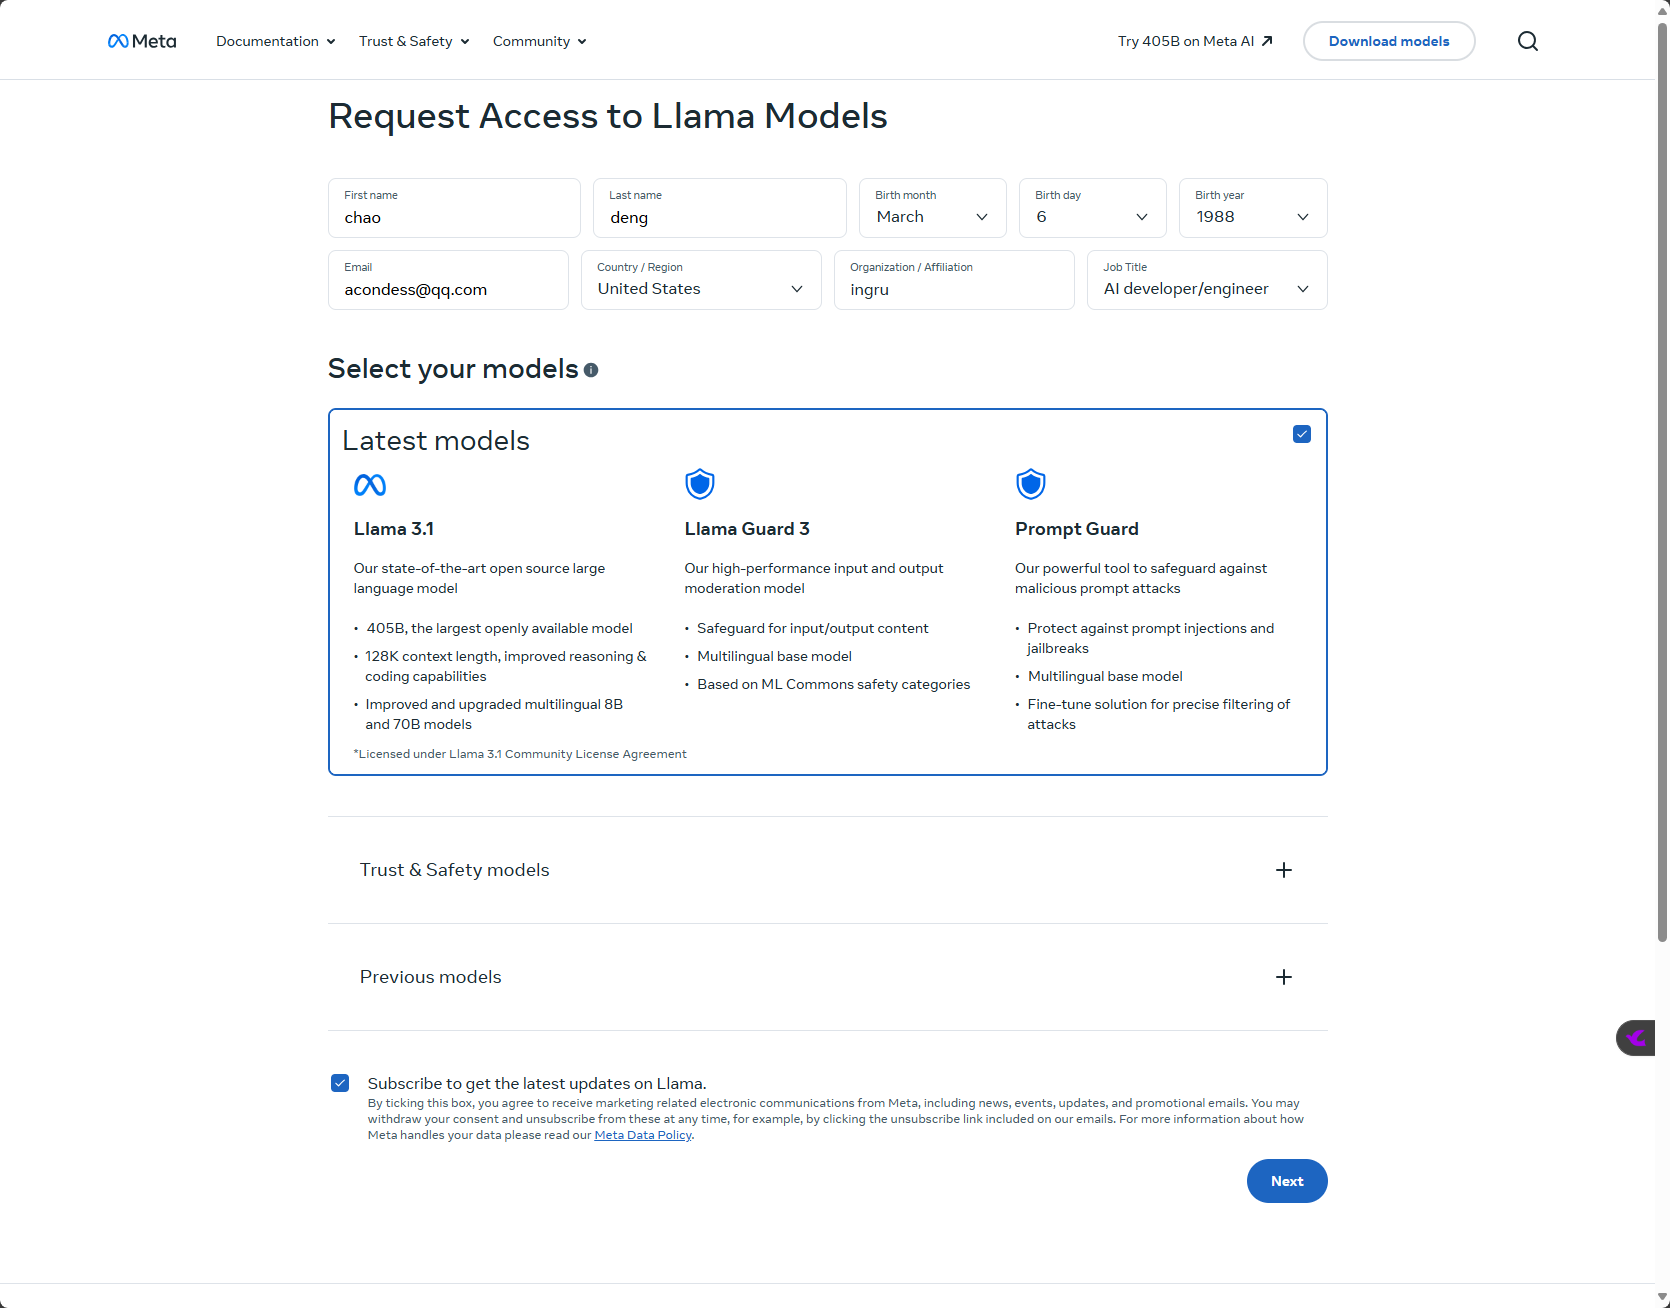 Meta
Documentation
Trust & Safety
Community
Try 405B on Meta AI
Download models
Request Access to Llama Models
First name
chao
Last name
deng
Birth month
March
Birth day
6
Birth year
1988
Email
acondess@qq.com
Country / Region
United States
Organization / Affiliation
ingru
Job Title
AI developer/engineer
Select your models
Latest models
Llama 3.1
Our state-of-the-art open source large
language model
• 405B, the largest openly available model
• 128K context length, improved reasoning &
coding capabilities
• Improved and upgraded multilingual 8B
and 70B models
*Licensed under Llama 3.1 Community License Agreement
Llama Guard 3
Our high-performance input and output
moderation model
• Safeguard for input/output content
• Multilingual base model
• Based on ML Commons safety categories
Prompt Guard
Our powerful tool to safeguard against
malicious prompt attacks
• Protect against prompt injections and
jailbreaks
• Multilingual base model
• Fine-tune solution for precise filtering of
attacks
Trust & Safety models
Previous models
Subscribe to get the latest updates on Llama.
By ticking this box, you agree to receive marketing related electronic communications from Meta, including news, events, updates, and promotional emails. You may
withdraw your consent and unsubscribe from these at any time, for example, by clicking the unsubscribe link included on our emails. For more information about how
Meta handles your data please read our Meta Data Policy.
Next